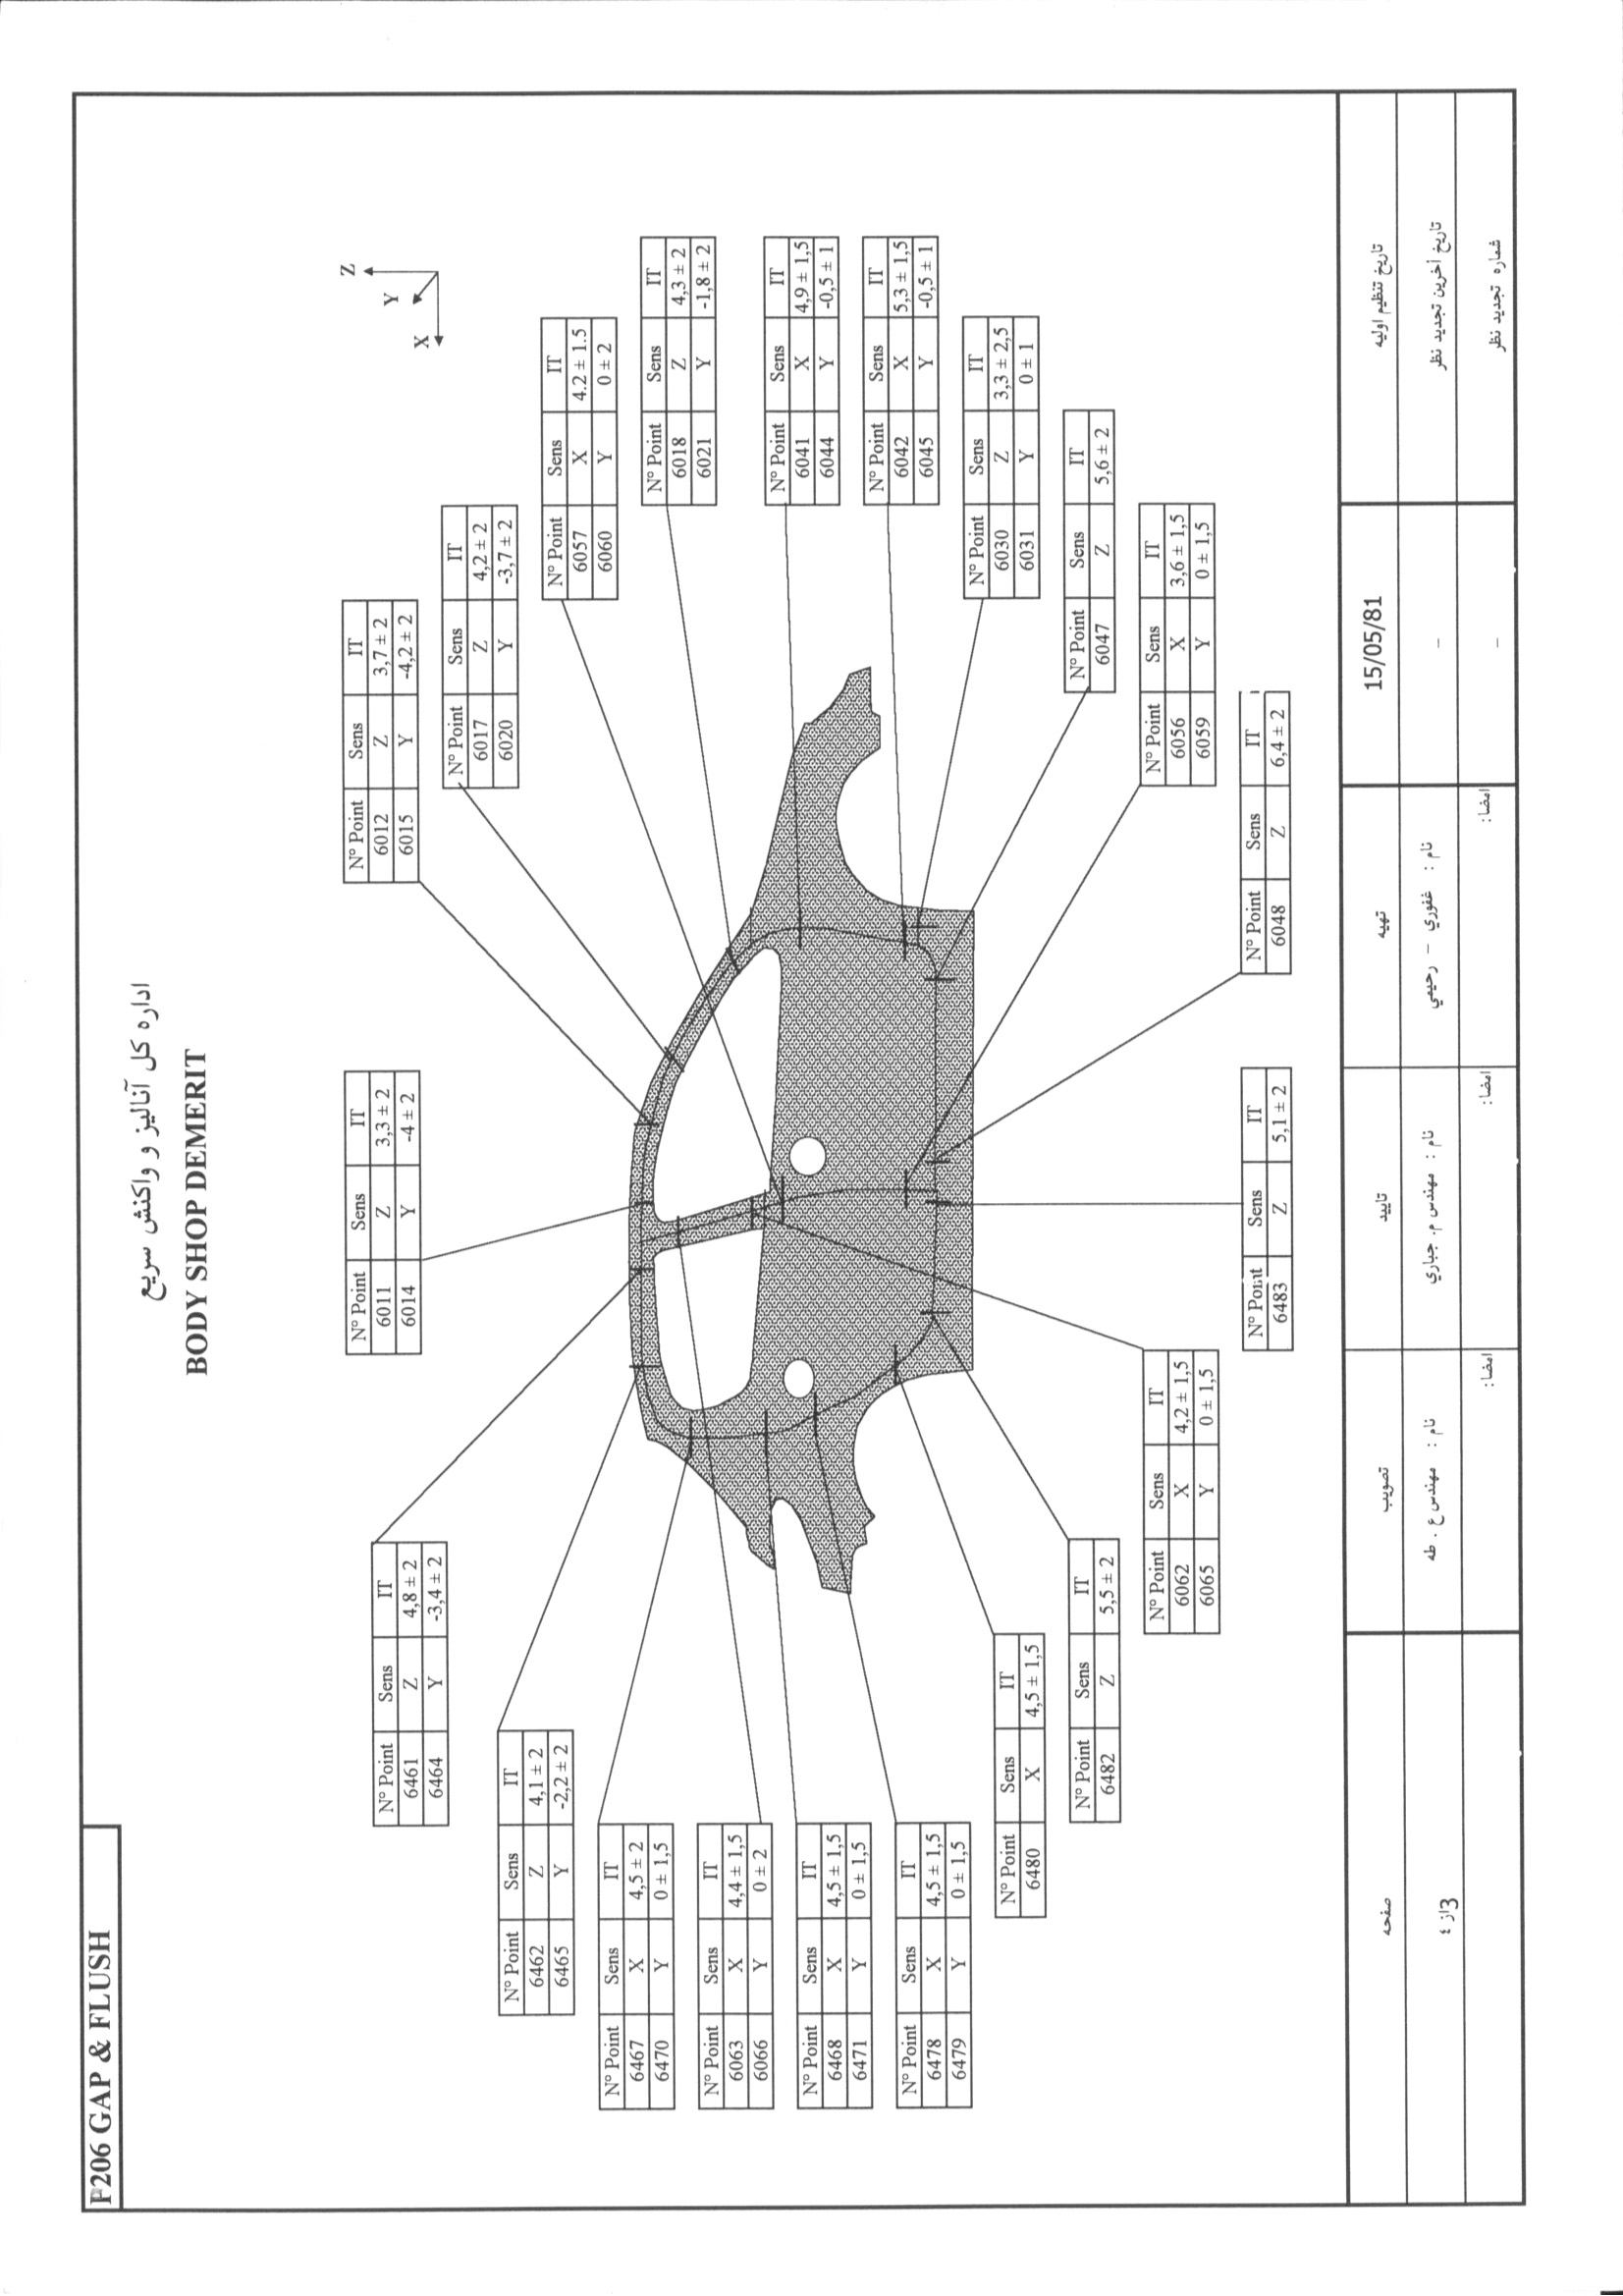 P206 GAP & FLUSH
اداره کل آنالیز و واکنش سریع
BODY SHOP DEMERIT
Z
Y
X
N° Point Sens IT
6461 Z 4,8 ± 2
6464 Y -3,4 ± 2
N° Point Sens IT
6011 Z 3,3 ± 2
6014 Y -4 ± 2
N° Point Sens IT
6012 Z 3,7 ± 2
6015 Y -4,2 ± 2
N° Point Sens IT
6017 Z 4,2 ± 2
6020 Y -3,7 ± 2
N° Point Sens IT
6462 Z 4,1 ± 2
6465 Y -2,2 ± 2
N° Point Sens IT
6057 X 4.2 ± 1.5
6060 Y 0 ± 2
N° Point Sens IT
6467 X 4,5 ± 2
6470 Y 0 ± 1,5
N° Point Sens IT
6018 Z 4,3 ± 2
6021 Y -1,8 ± 2
N° Point Sens IT
6063 X 4,4 ± 1,5
6066 Y 0 ± 2
N° Point Sens IT
6041 X 4,9 ± 1,5
6044 Y -0,5 ± 1
N° Point Sens IT
6468 X 4,5 ± 1,5
6471 Y 0 ± 1,5
N° Point Sens IT
6042 X 5,3 ± 1,5
6045 Y -0,5 ± 1
N° Point Sens IT
6478 X 4,5 ± 1,5
6479 Y 0 ± 1,5
N° Point Sens IT
6030 Z 3,3 ± 2,5
6031 Y 0 ± 1
N° Point Sens IT
6480 X 4,5 ± 1,5
N° Point Sens IT
6047 Z 5,6 ± 2
N° Point Sens IT
6482 Z 5,5 ± 2
N° Point Sens IT
6062 X 4,2 ± 1,5
6065 Y 0 ± 1,5
N° Point Sens IT
6056 X 3,6 ± 1,5
6059 Y 0 ± 1,5
N° Point Sens IT
6483 Z 5,1 ± 2
N° Point Sens IT
6048 Z 6,4 ± 2
تاریخ تنظیم اولیه 15/05/81 تهیه تایید تصویب صفحه
تاریخ آخرین تجدید نظر – نام : غفوري – رحیمي نام : مهندس م. جباري نام : مهندس ع . طه 3از ٤
شماره تجدید نظر – امضا: امضا: امضا: